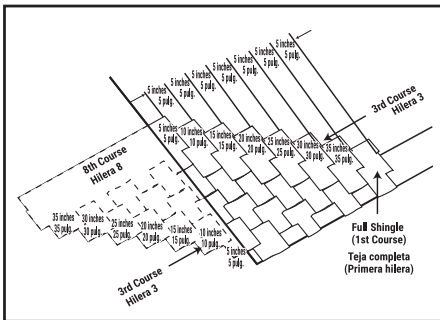 5 inches
5 pulg.
5 inches
5 pulg.
5 inches
5 pulg.
5 inches
5 pulg.
5 inches
5 pulg.
5 inches
5 pulg.
5 inches
5 pulg.
5 inches
5 pulg.
3rd Course
Hilera 3
5 inches
5 pulg.
10 inches
10 pulg.
15 inches
15 pulg.
20 inches
20 pulg.
25 inches
25 pulg.
30 inches
30 pulg.
35 inches
35 pulg.
8th Course
Hilera 8
35 inches
35 pulg.
30 inches
30 pulg.
25 inches
25 pulg.
20 inches
20 pulg.
15 inches
15 pulg.
10 inches
10 pulg.
5 inches
5 pulg.
3rd Course
Hilera 3
Full Shingle
(1st Course)
Teja completa
(Primera hilera)